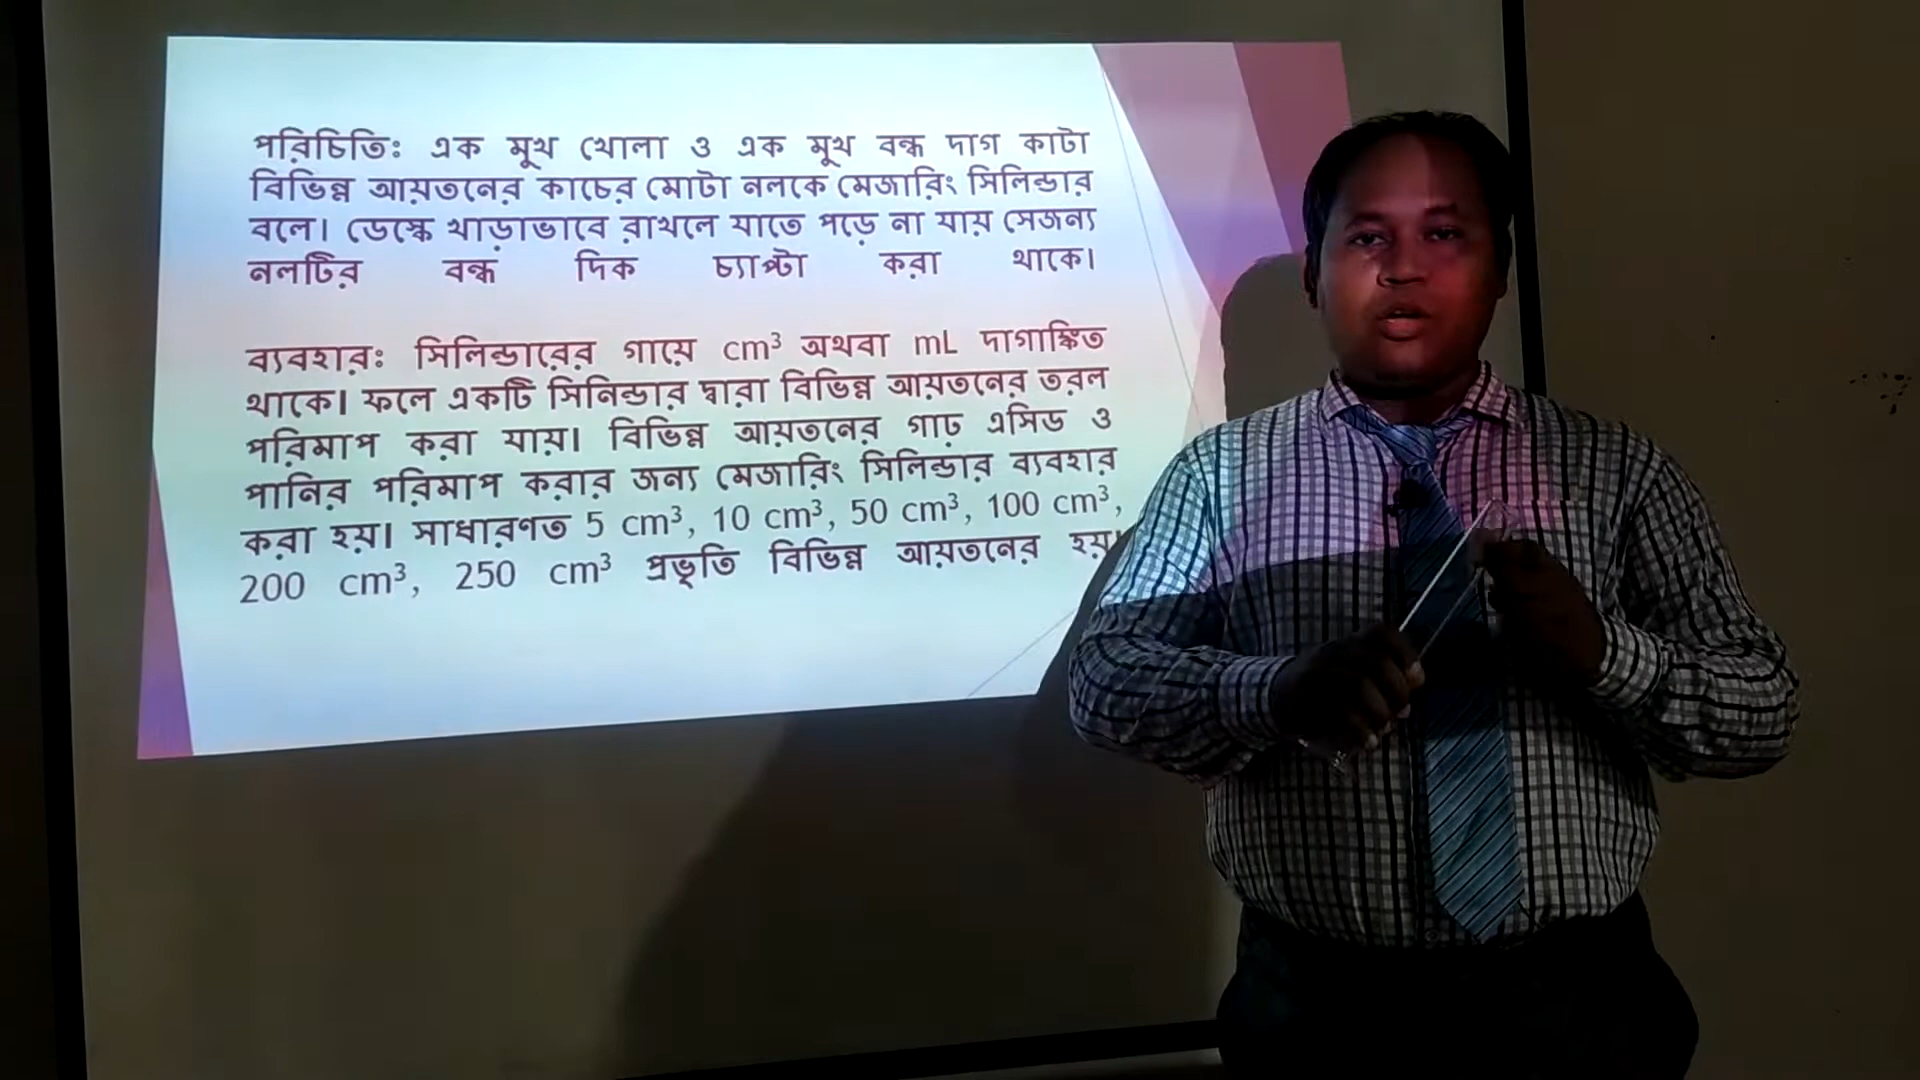 পরিচিতিঃ এক মুখ খোলা ও এক মুখ বন্ধ দাগ কাটা
বিভিন্ন আয়তনের কাচের মোটা নলকে মেজারিং সিলিন্ডার
বলে। ডেস্কে খাড়াভাবে রাখলে যাতে পড়ে না যায় সেজন্য
নলটির বন্ধ দিক চ্যাপ্টা করা থাকে।
ব্যবহারঃ সিলিন্ডারের গায়ে cm³ অথবা mL দাগাঙ্কিত
থাকে। ফলে একটি সিনিন্ডার দ্বারা বিভিন্ন আয়তনের তরল
পরিমাপ করা যায়। বিভিন্ন আয়তনের গাঢ় এসিড ও
পানির পরিমাপ করার জন্য মেজারিং সিলিন্ডার ব্যবহার
করা হয়। সাধারণত 5 cm³, 10 cm³, 50 cm³, 100 cm³,
200 cm³, 250 cm³ প্রভৃতি বিভিন্ন আয়তনের হয়।